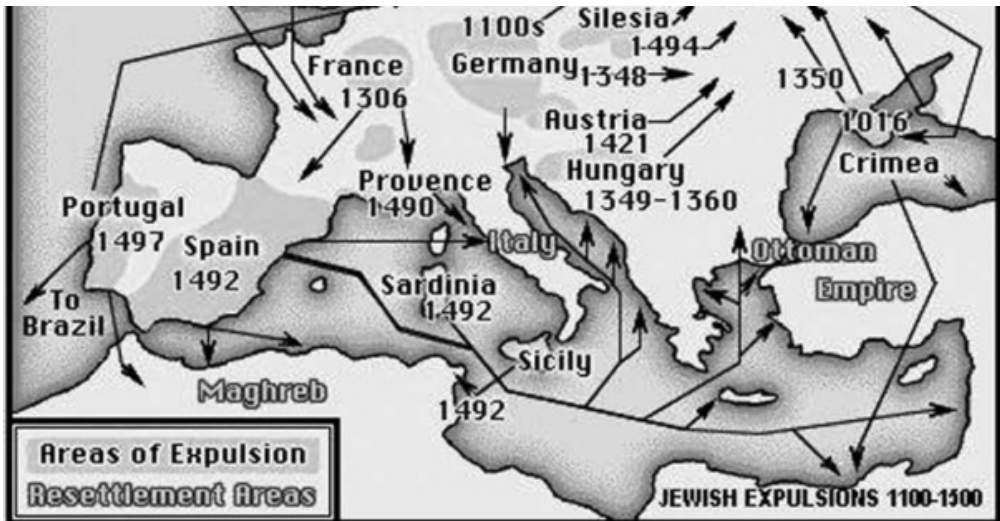 1100s
Silesia
1494
France
Germany
1348
1306
1350
Austria
1421
1016
Crimea
Hungary
1349-1360
Provence
1490
Portugal
1497
Spain
1492
Italy
Ottoman
Empire
To
Brazil
Sardinia
1492
Sicily
Maghreb
1492
Areas of Expulsion
Resettlement Areas
JEWISH EXPULSIONS 1100-1500